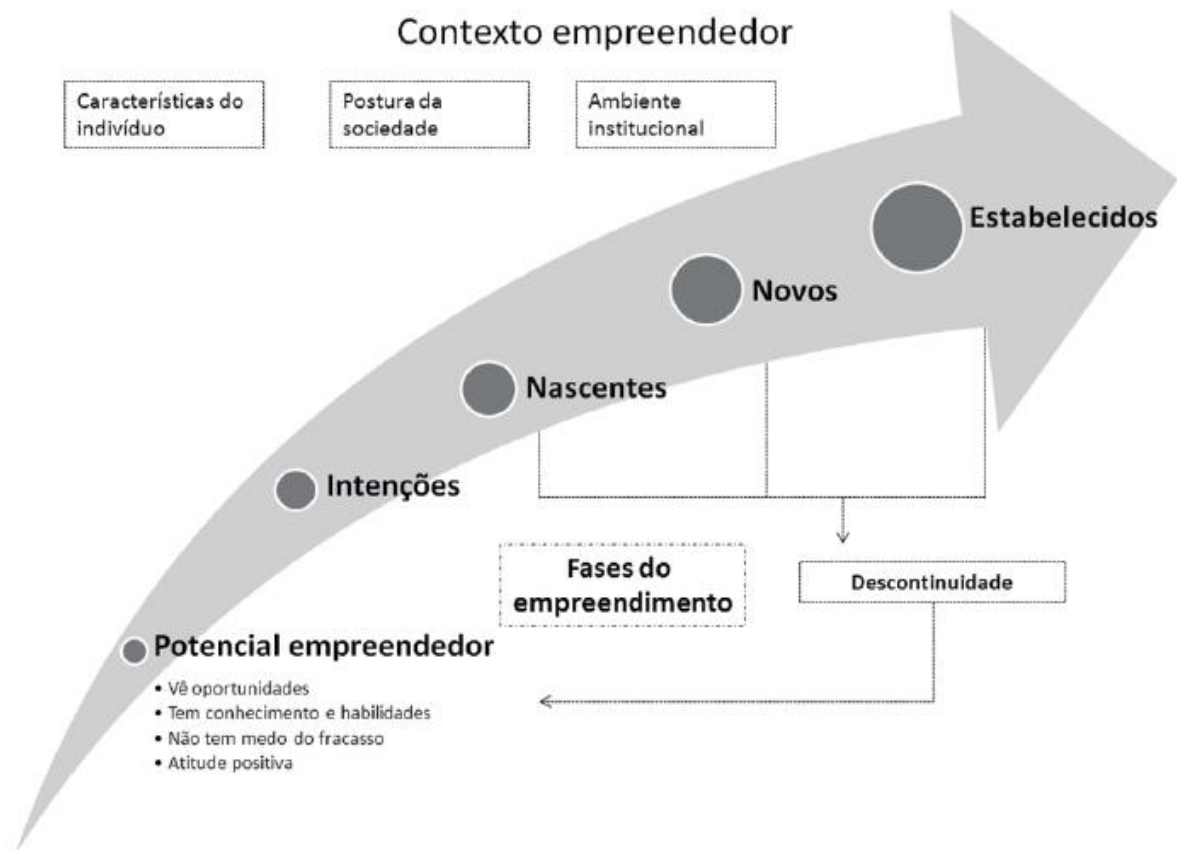 Contexto empreendedor
Características do
indivíduo
Postura da
sociedade
Ambiente
institucional
Estabelecidos
Novos
Nascentes
Intenções
Fases do
empreendimento
Descontinuidade
Potencial empreendedor
• Vê oportunidades
• Tem conhecimento e habilidades
• Não tem medo do fracasso
• Atitude positiva